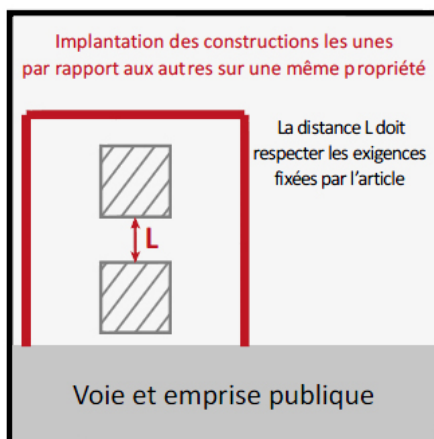 Implantation des constructions les unes
par rapport aux autres sur une même propriété
La distance L doit
respecter les exigences
fixées par l'article
L
Voie et emprise publique